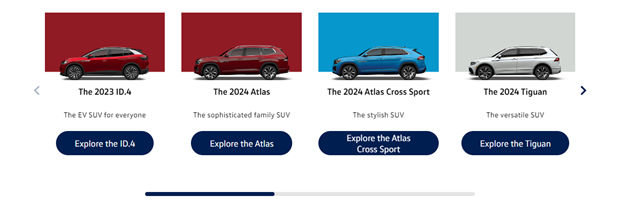 The 2023 ID.4
The EV SUV for everyone
Explore the ID.4
The 2024 Atlas
The sophisticated family SUV
Explore the Atlas
The 2024 Atlas Cross Sport
The stylish SUV
Explore the Atlas
Cross Sport
The 2024 Tiguan
The versatile SUV
Explore the Tiguan